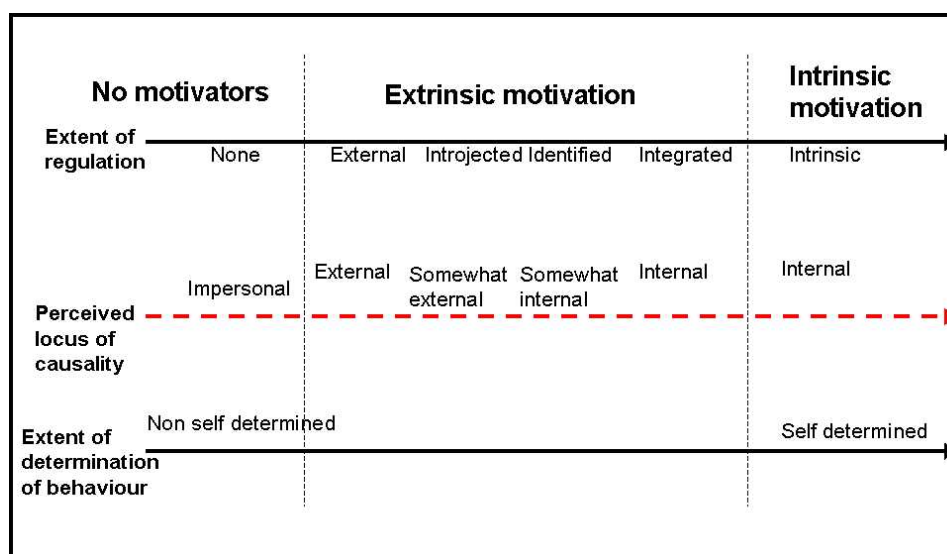 No motivators
Extrinsic motivation
Intrinsic
motivation
Extent of
regulation
None
External
Introjected
Identified
Integrated
Intrinsic
Impersonal
External
Somewhat
external
Somewhat
internal
Internal
Internal
Perceived
locus of
causality
Non self determined
Self determined
Extent of
determination
of behaviour